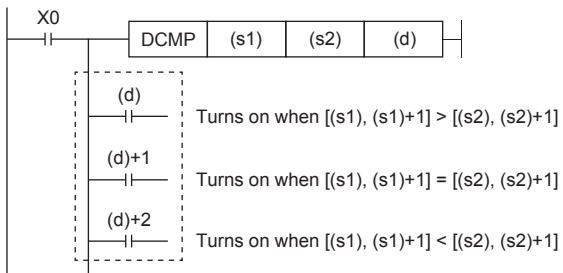 X0
DCMP (s1) (s2) (d)
(d)
Turns on when [(s1), (s1)+1] > [(s2), (s2)+1]
(d)+1
Turns on when [(s1), (s1)+1] = [(s2), (s2)+1]
(d)+2
Turns on when [(s1), (s1)+1] < [(s2), (s2)+1]